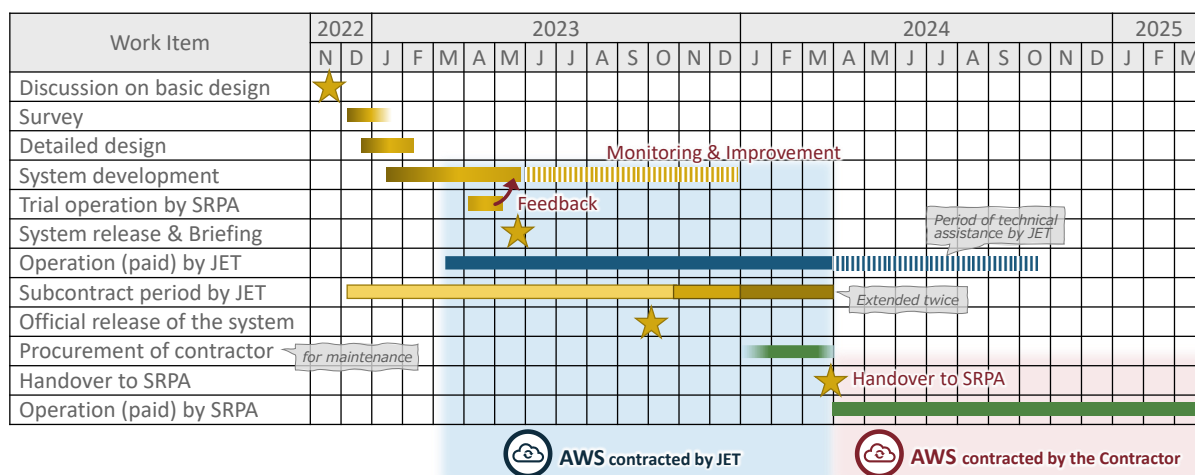 Work Item
2022 2023 2024 2025
N D J F M A M J J A S O N D J F M A M J J A S O N D J F M
Discussion on basic design
Survey
Detailed design
Monitoring & Improvement
System development
Trial operation by SRPA
Feedback
System release & Briefing
Period of technical
assistance by JET
Operation (paid) by JET
Subcontract period by JET
Extended twice
Official release of the system
Procurement of contractor
for maintenance
Handover to SRPA
Handover to SRPA
Operation (paid) by SRPA
AWS contracted by JET
AWS contracted by the Contractor